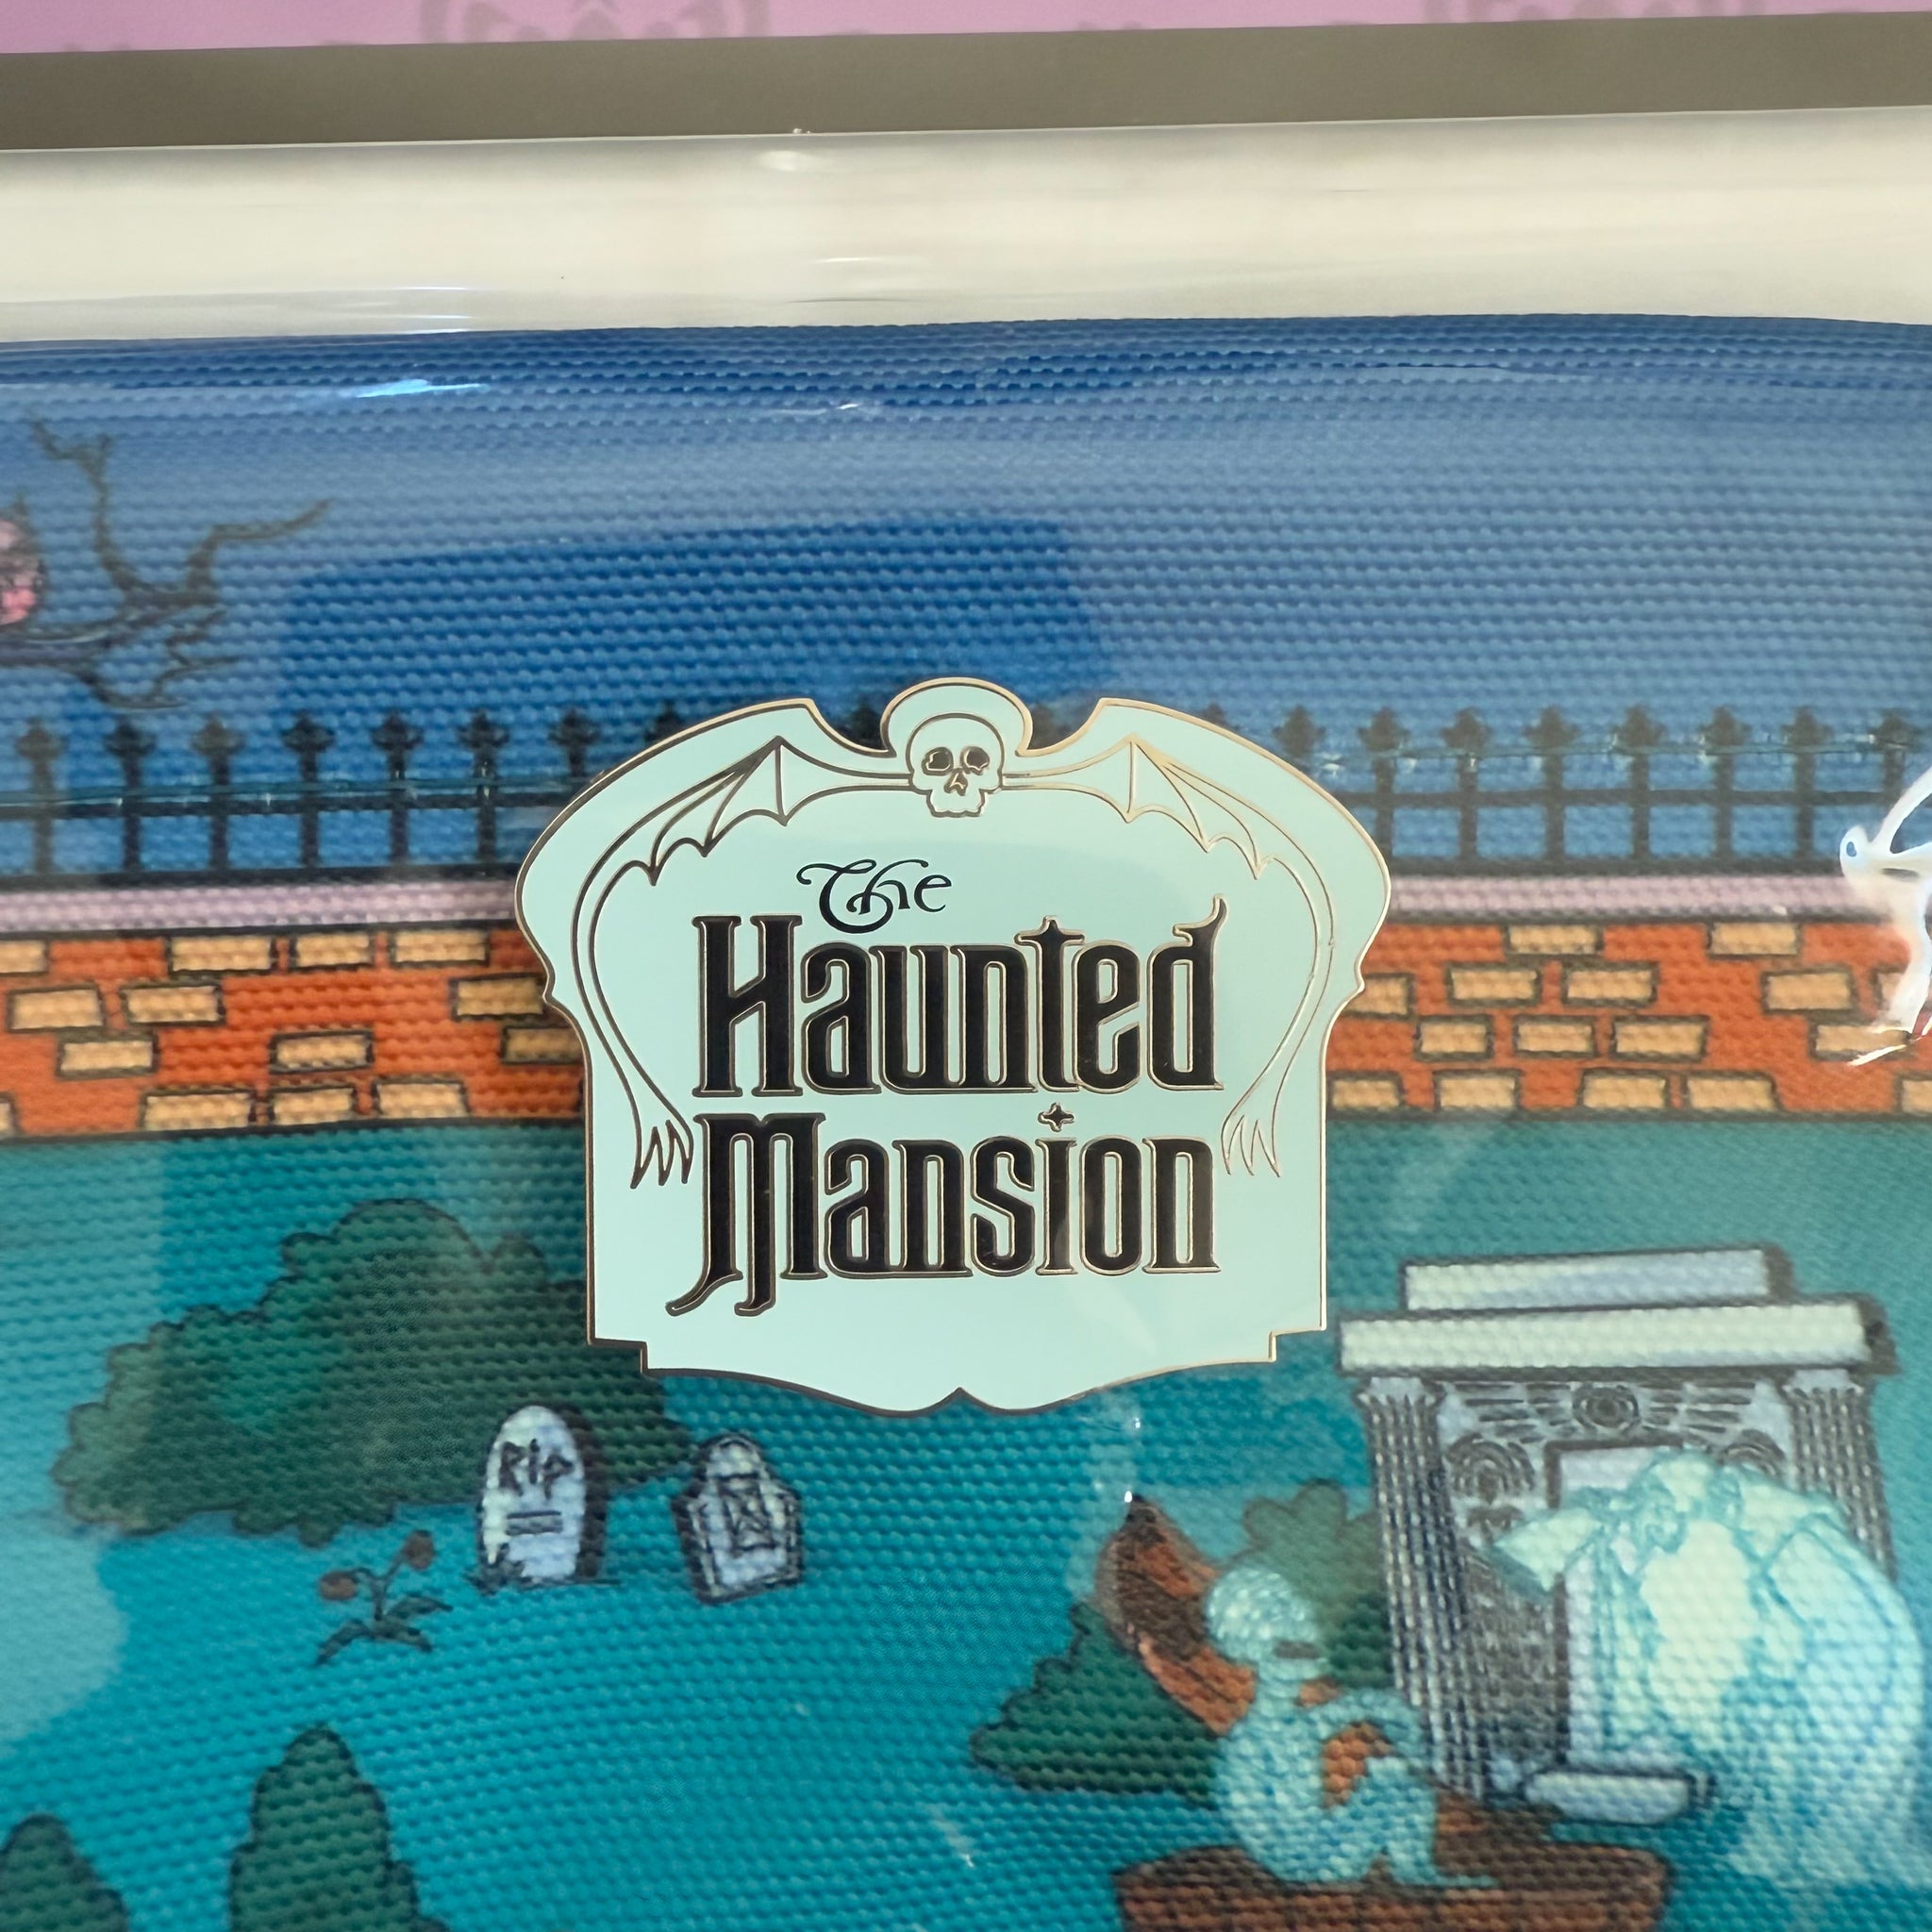 The
Haunted
Mansion
RIP